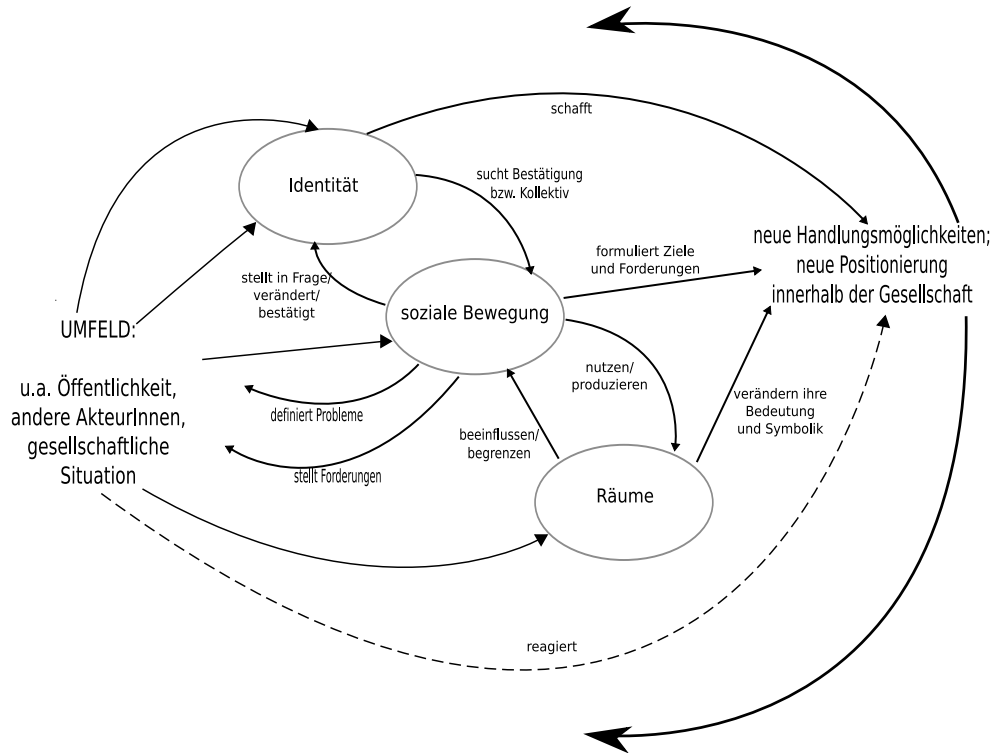 schafft
Identität
sucht Bestätigung
bzw. Kollektiv
neue Handlungsmöglichkeiten;
neue Positionierung
innerhalb der Gesellschaft
formuliert Ziele
und Forderungen
stellt in Frage/
verändert/
bestätigt
soziale Bewegung
UMFELD:
u.a. Öffentlichkeit,
andere AkteurInnen,
gesellschaftliche
Situation
definiert Probleme
stellt Forderungen
nutzen/
produzieren
verändern ihre
Bedeutung
und Symbolik
beeinflussen/
begrenzen
Räume
reagiert